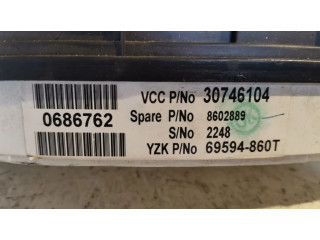 VCC P/No 30746104
0686762
Spare P/No 8602889
S/No 2248
YZK P/No 69594-860T